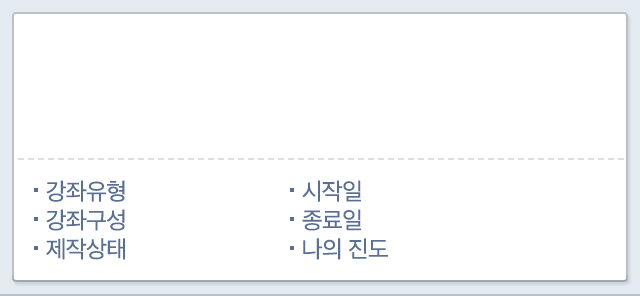 강좌유형
강좌구성
제작상태
시작일
종료일
나의 진도